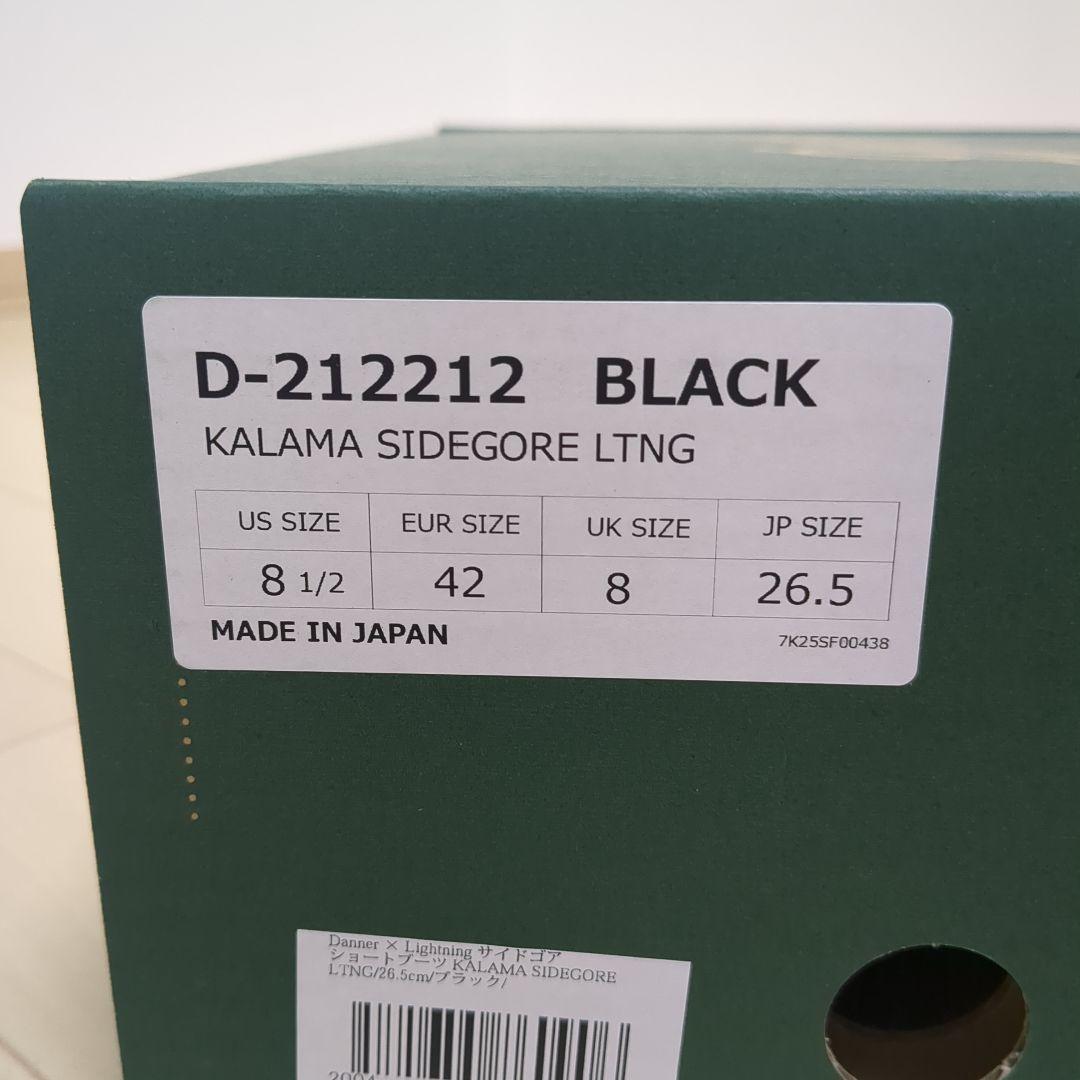 D-212212 BLACK
KALAMA SIDEGORE LTNG
US SIZE EUR SIZE UK SIZE JP SIZE
8 1/2 42 8 26.5
MADE IN JAPAN 7K25SF00438
Danner × Lightning サイドゴア
ショートブーツ KALAMA SIDEGORE
LTNG/26.5cm/ブラック/